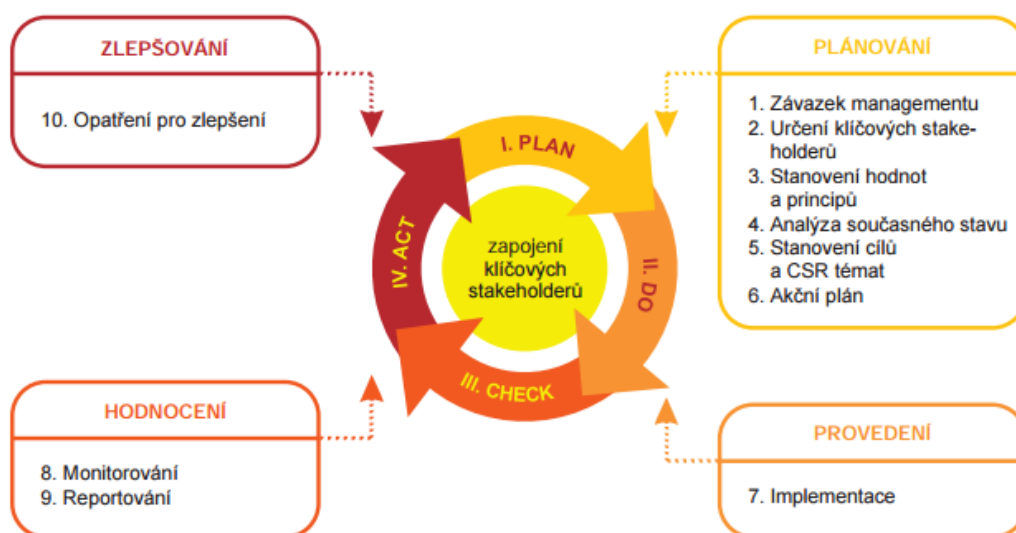 ZLEPŠOVÁNÍ
10. Opatření pro zlepšení
PLÁNOVÁNÍ
1. Závazek managementu
2. Určení klíčových stake-
holderů
3. Stanovení hodnot
a principů
4. Analýza současného stavu
5. Stanovení cílů
a CSR témat
6. Akční plán
I. PLAN
II. DO
III. CHECK
IV. ACT
zapojení
klíčových
stakeholderů
HODNOCENÍ
8. Monitorování
9. Reportování
PROVEDENÍ
7. Implementace